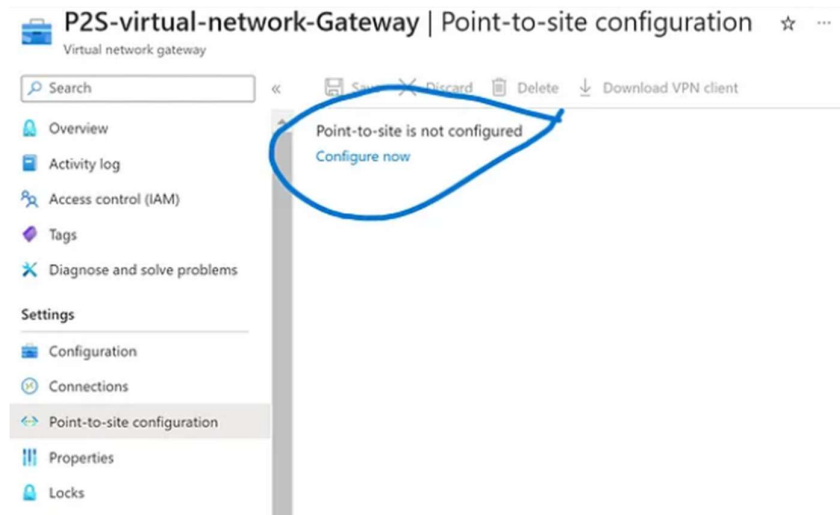 P2S-virtual-network-Gateway | Point-to-site configuration
Virtual network gateway
Search
Save Discard Delete Download VPN client
Overview
Point-to-site is not configured
Configure now
Activity log
Access control (IAM)
Tags
Diagnose and solve problems
Settings
Configuration
Connections
Point-to-site configuration
Properties
Locks